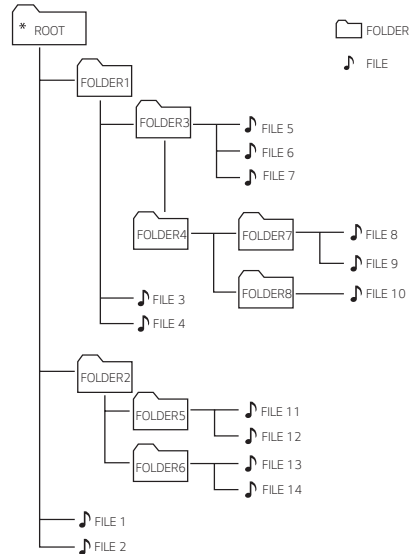 * ROOT
FOLDER
FILE
FOLDER1
FOLDER3
FILE 5
FILE 6
FILE 7
FOLDER4
FOLDER7
FILE 8
FILE 9
FOLDER8
FILE 10
FILE 3
FILE 4
FOLDER2
FOLDER5
FILE 11
FILE 12
FOLDER6
FILE 13
FILE 14
FILE 1
FILE 2